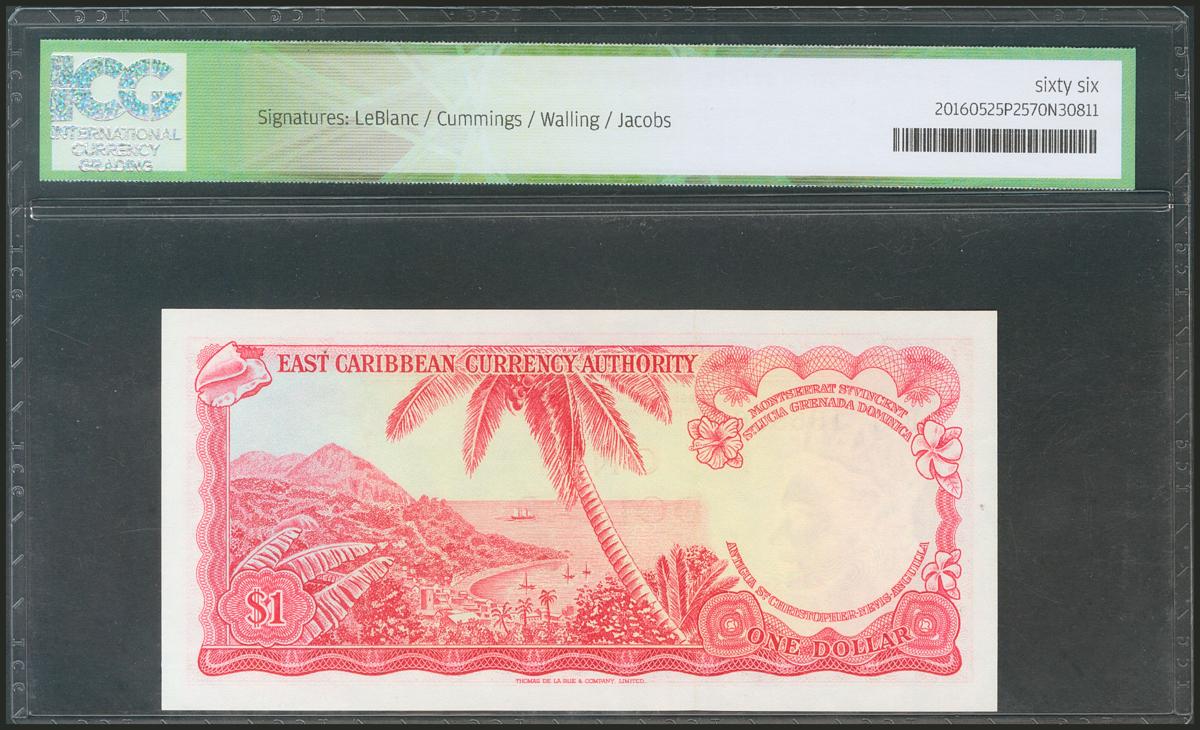 ICG
INTERNATIONAL
CURRENCY
GRADING
Signatures: LeBlanc / Cummings / Walling / Jacobs
sixty six
20160525P2570N30811
EAST CARIBBEAN CURRENCY AUTHORITY
MONTSERRAT ST VINCENT
ST LUCIA GRENADA DOMINICA
ANTIGUA ST CHRISTOPHER-NEVIS-ANGUILLA
$1
ONE DOLLAR
THOMAS DE LA RUE & COMPANY, LIMITED.